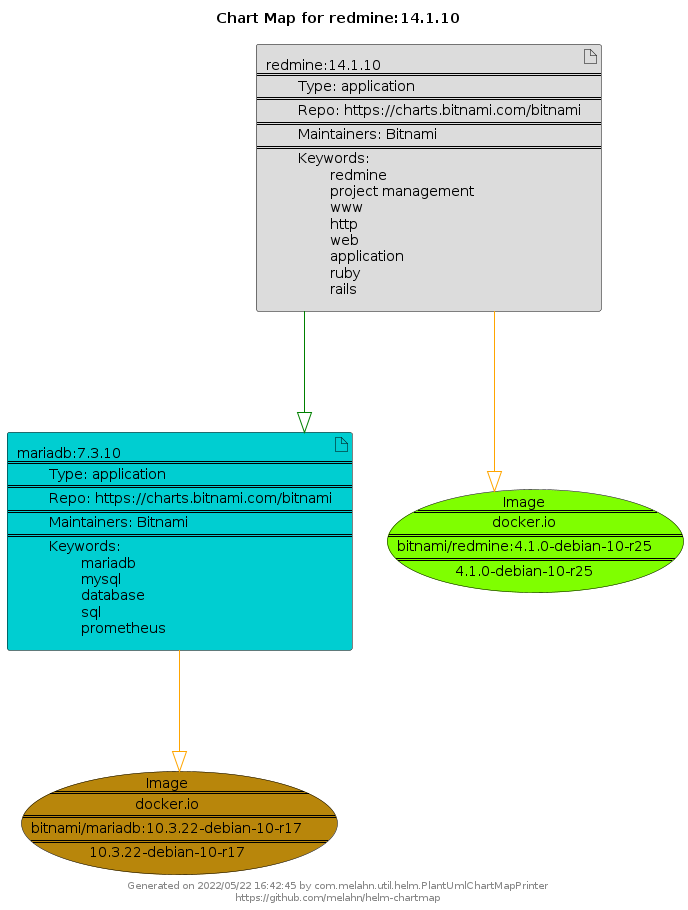 Chart Map for redmine:14.1.10
redmine:14.1.10
Type: application
Repo: https://charts.bitnami.com/bitnami
Maintainers: Bitnami
Keywords:
redmine
project management
www
http
web
application
ruby
rails
mariadb:7.3.10
Type: application
Repo: https://charts.bitnami.com/bitnami
Maintainers: Bitnami
Keywords:
mariadb
mysql
database
sql
prometheus
Image
docker.io
bitnami/redmine:4.1.0-debian-10-r25
4.1.0-debian-10-r25
Image
docker.io
bitnami/mariadb:10.3.22-debian-10-r17
10.3.22-debian-10-r17
Generated on 2022/05/22 16:42:45 by com.melahn.util.helm.PlantUmlChartMapPrinter
https://github.com/melahn/helm-chartmap